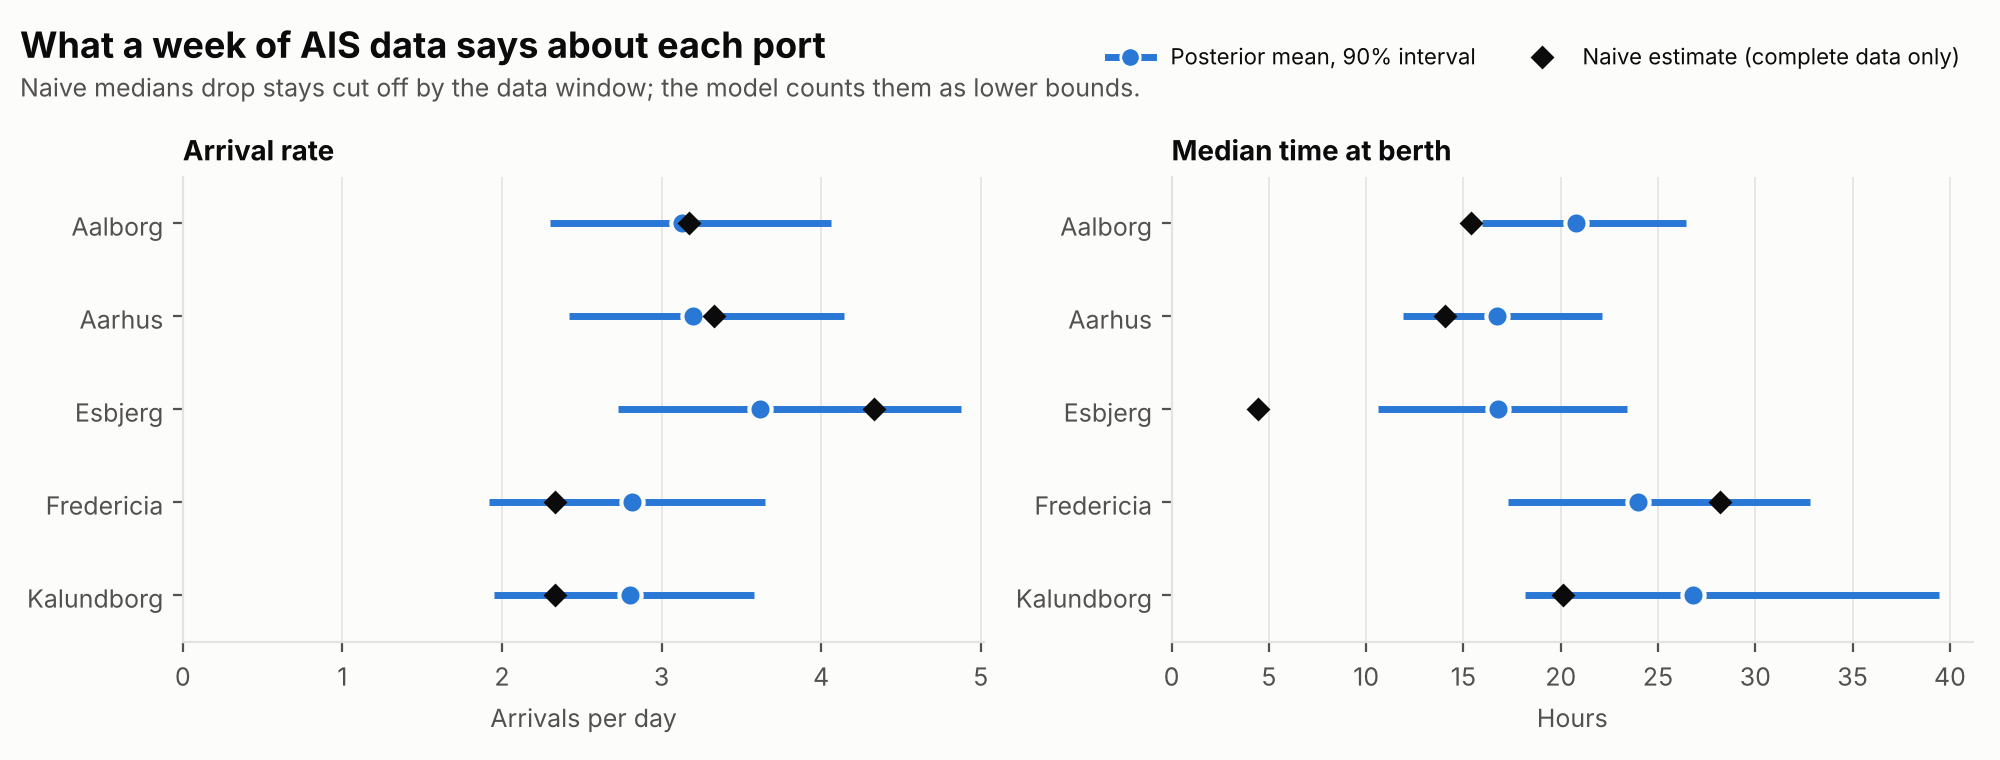 What a week of AIS data says about each port
Naive medians drop stays cut off by the data window; the model counts them as lower bounds.
Posterior mean, 90% interval
Naive estimate (complete data only)
Arrival rate
Aalborg
Aarhus
Esbjerg
Fredericia
Kalundborg
0 1 2 3 4 5
Arrivals per day
Median time at berth
Aalborg
Aarhus
Esbjerg
Fredericia
Kalundborg
0 5 10 15 20 25 30 35 40
Hours